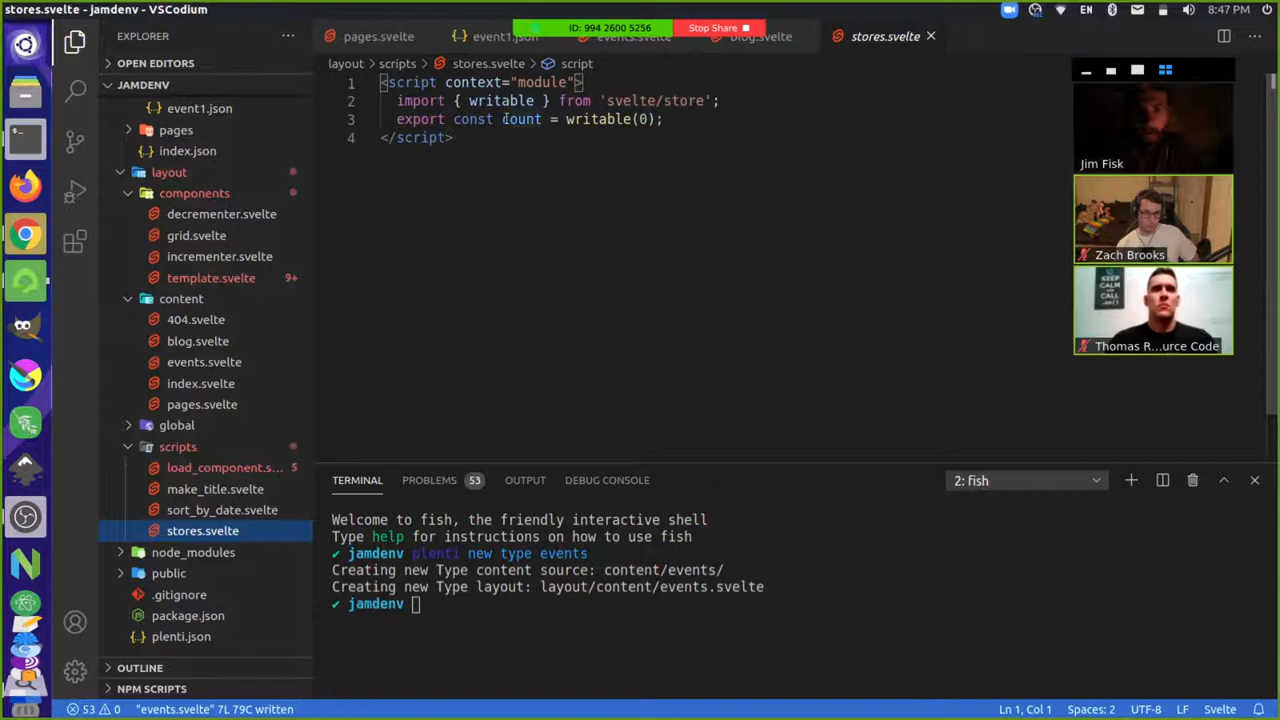 stores.svelte - jamdenv - VSCodium
EN
8:47 PM
EXPLORER
pages.svelte
event1.json
events.svelte
blog.svelte
stores.svelte
ID: 994 2600 5256
Stop Share
OPEN EDITORS
JAMDENV
event1.json
pages
index.json
layout
components
decrementer.svelte
grid.svelte
incrementer.svelte
template.svelte 9+
content
404.svelte
blog.svelte
events.svelte
index.svelte
pages.svelte
global
scripts
load_component.s... 5
make_title.svelte
sort_by_date.svelte
stores.svelte
node_modules
public
.gitignore
package.json
plenti.json
OUTLINE
NPM SCRIPTS
layout > scripts > stores.svelte > script
1 <script context="module">
2 import { writable } from 'svelte/store';
3 export const count = writable(0);
4 </script>
Jim Fisk
Zach Brooks
KEEP
CALM
AND
CALL
Thomas R...urce Code
TERMINAL PROBLEMS 53 OUTPUT DEBUG CONSOLE 2: fish
Welcome to fish, the friendly interactive shell
Type help for instructions on how to use fish
✔ jamdenv plenti new type events
Creating new Type content source: content/events/
Creating new Type layout: layout/content/events.svelte
✔ jamdenv
53 0 "events.svelte" 7L 79C written
Ln 1, Col 1 Spaces: 2 UTF-8 LF Svelte